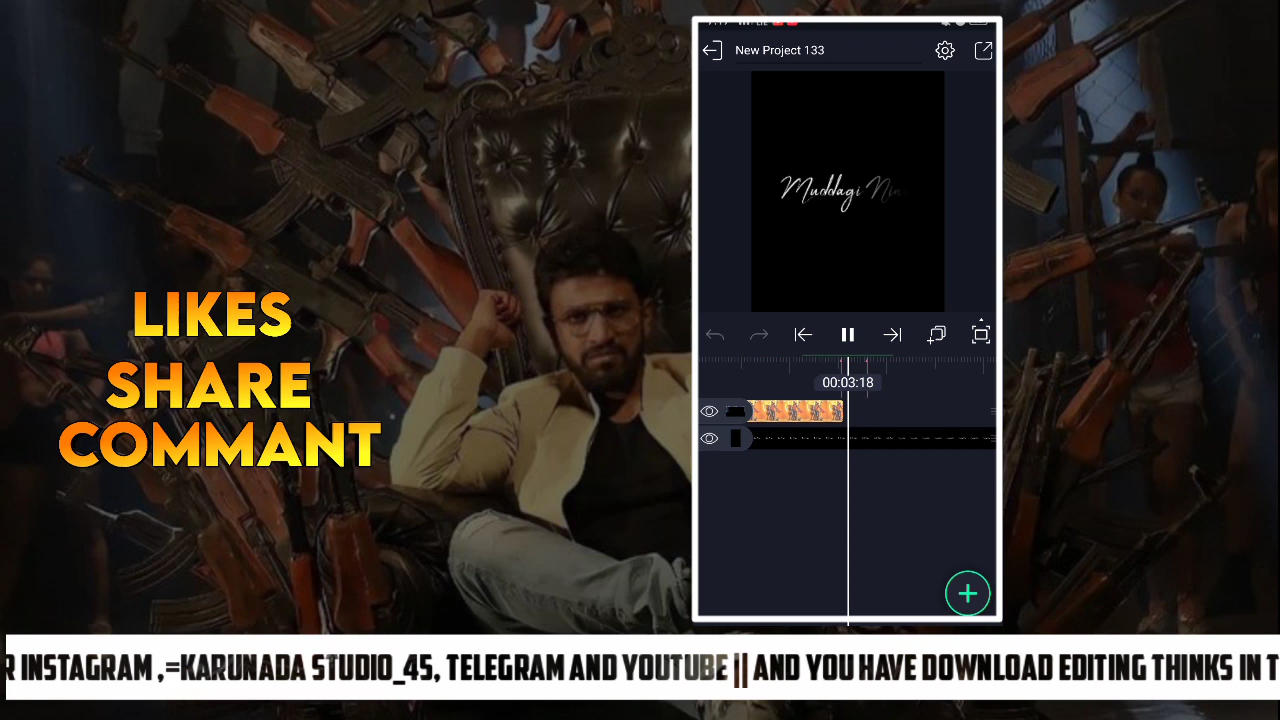 New Project 133
Muddagi Nin
00:03:18
LIKES
SHARE
COMMANT
R INSTAGRAM ,=KARUNADA STUDIO_45, TELEGRAM AND YOUTUBE || AND YOU HAVE DOWNLOAD EDITING THINKS IN T